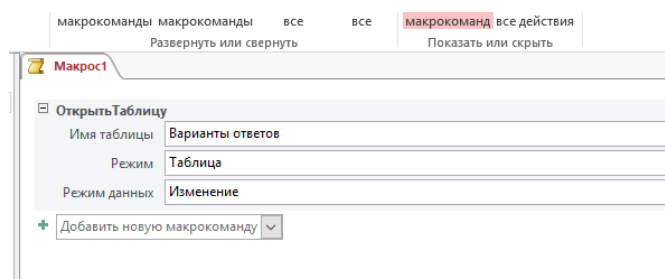 макрокоманды макрокоманды все все макрокоманд все действия
Развернуть или свернуть Показать или скрыть
Макрос1
ОткрытьТаблицу
Имя таблицы Варианты ответов
Режим Таблица
Режим данных Изменение
Добавить новую макрокоманду